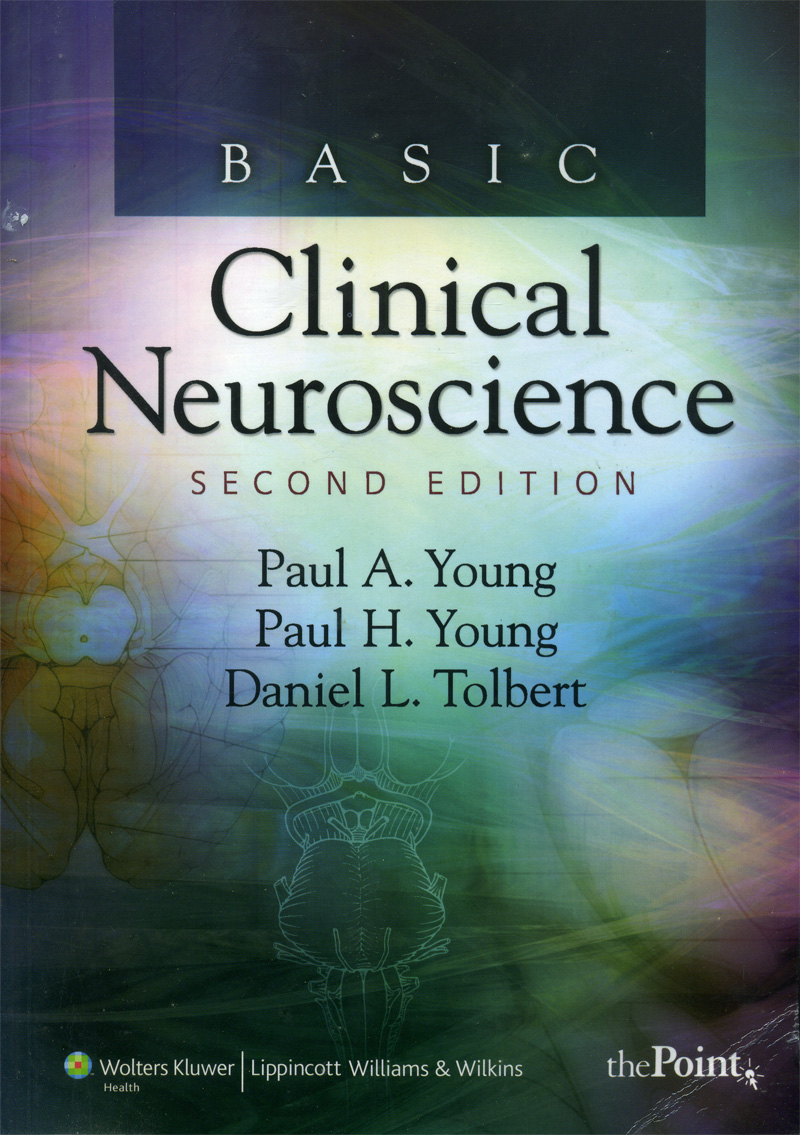 BASIC
Clinical
Neuroscience
SECOND EDITION
Paul A. Young
Paul H. Young
Daniel L. Tolbert
Wolters Kluwer | Lippincott Williams & Wilkins
Health
thePoint